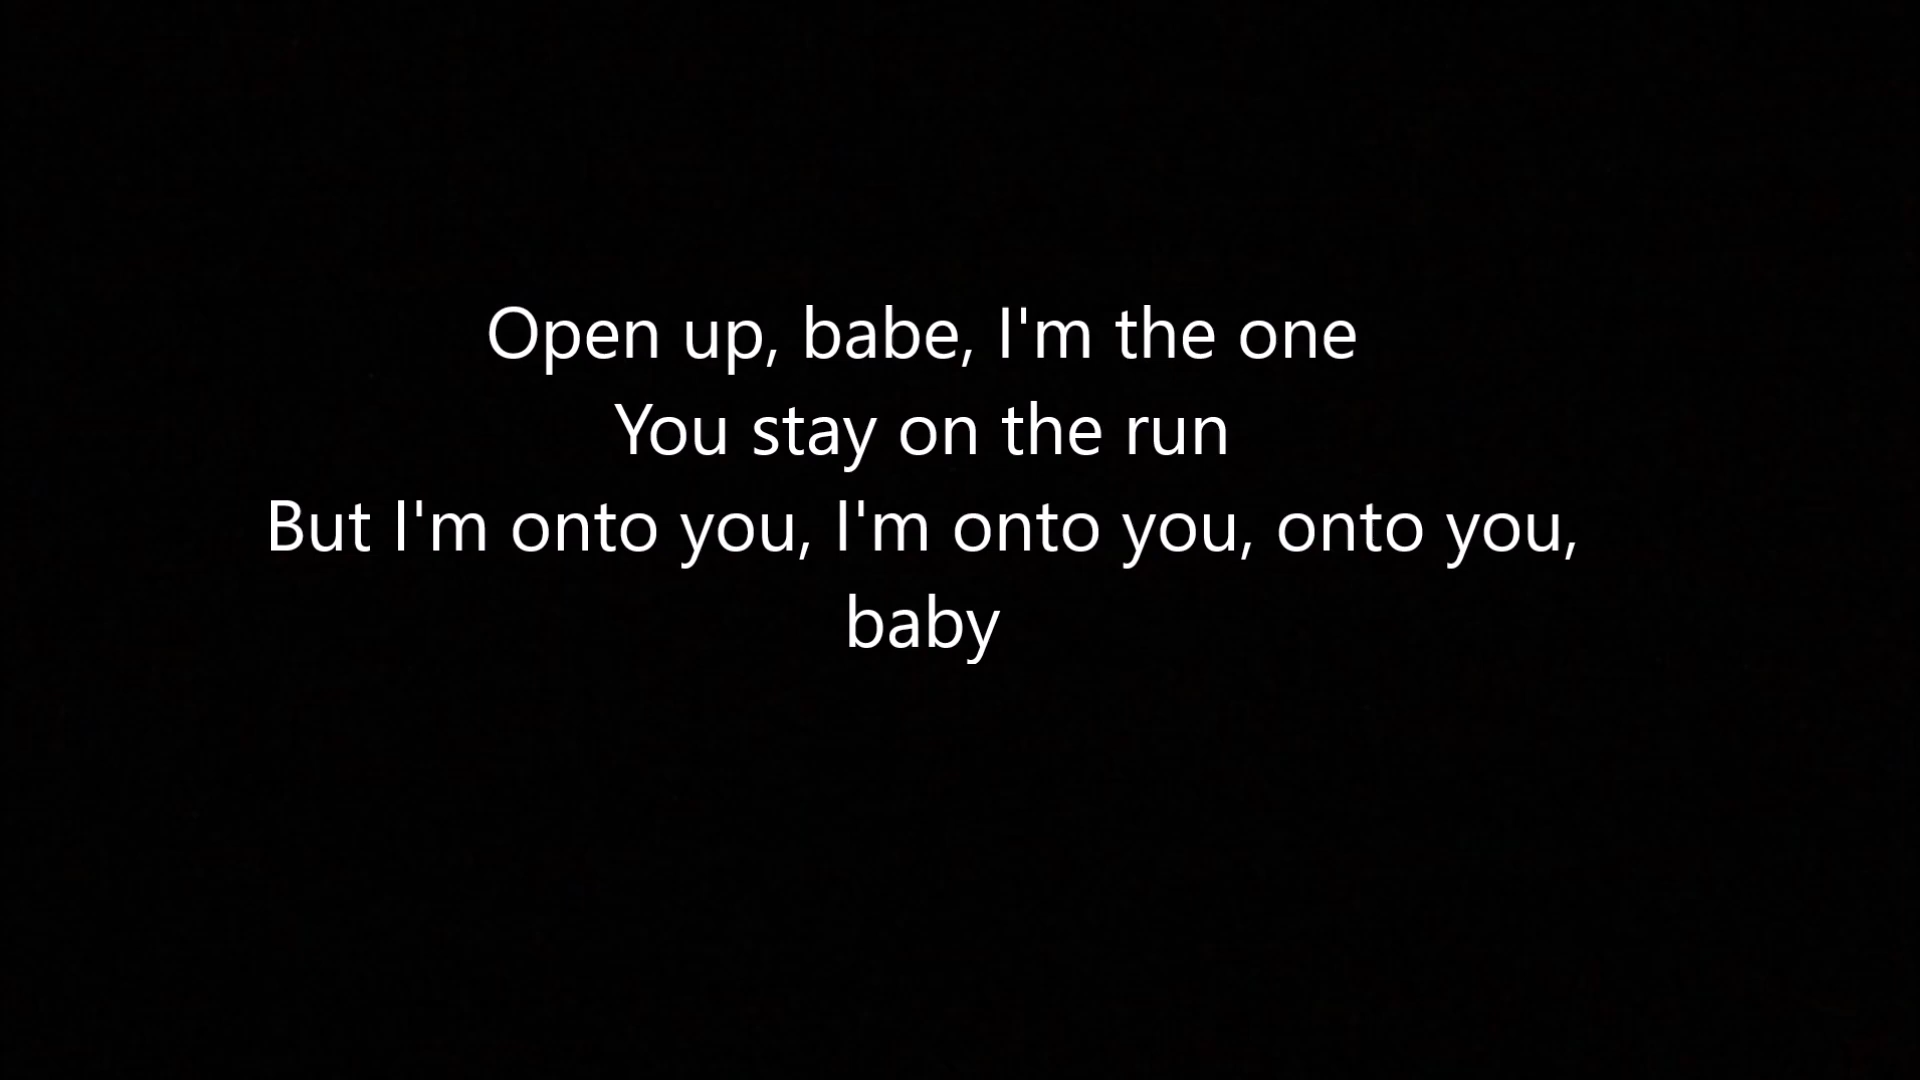 Open up, babe, I'm the one
You stay on the run
But I'm onto you, I'm onto you, onto you,
baby